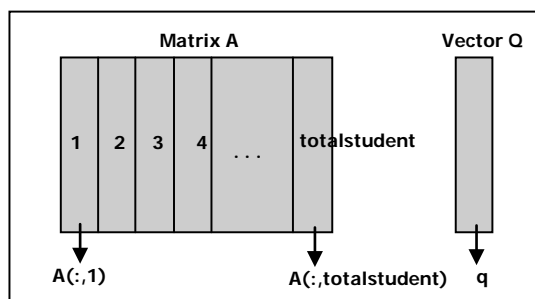 Matrix A Vector Q
1 2 3 4 ... totalstudent
A(:,1) A(:,totalstudent) q